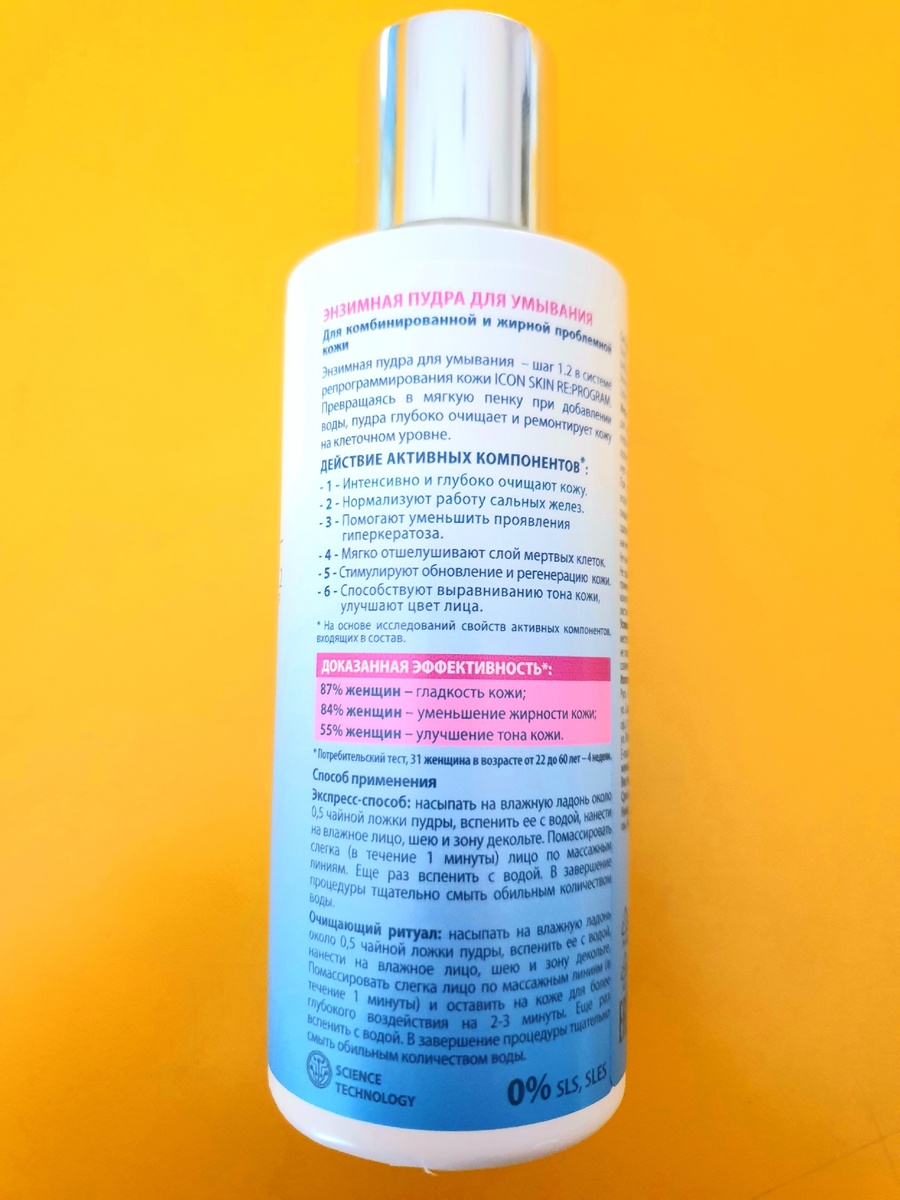 ЭНЗИМНАЯ ПУДРА ДЛЯ УМЫВАНИЯ
Для комбинированной и жирной проблемной
кожи
Энзимная пудра для умывания – шаг 1.2 в системе
репрограммирования кожи ICON SKIN RE:PROGRAM.
Превращаясь в мягкую пенку при добавлении
воды, пудра глубоко очищает и ремонтирует кожу
на клеточном уровне.
ДЕЙСТВИЕ АКТИВНЫХ КОМПОНЕНТОВ*:
- 1 - Интенсивно и глубоко очищают кожу.
- 2 - Нормализуют работу сальных желез.
- 3 - Помогают уменьшить проявления
гиперкератоза.
- 4 - Мягко отшелушивают слой мертвых клеток.
- 5 - Стимулируют обновление и регенерацию кожи.
- 6 - Способствуют выравниванию тона кожи,
улучшают цвет лица.
* На основе исследований свойств активных компонентов,
входящих в состав.
ДОКАЗАННАЯ ЭФФЕКТИВНОСТЬ*:
87% женщин – гладкость кожи;
84% женщин – уменьшение жирности кожи;
55% женщин – улучшение тона кожи.
* Потребительский тест, 31 женщина в возрасте от 22 до 60 лет – 4 недели.
Способ применения
Экспресс-способ: насыпать на влажную ладонь около
0,5 чайной ложки пудры, вспенить ее с водой, нанести
на влажное лицо, шею и зону декольте. Помассировать
слегка (в течение 1 минуты) лицо по массажным
линиям. Еще раз вспенить с водой. В завершение
процедуры тщательно смыть обильным количеством
воды.
Очищающий ритуал: насыпать на влажную ладонь
около 0,5 чайной ложки пудры, вспенить ее с водой,
нанести на влажное лицо, шею и зону декольте.
Помассировать слегка лицо по массажным линиям (в
течение 1 минуты) и оставить на коже для более
глубокого воздействия на 2-3 минуты. Еще раз
вспенить с водой. В завершение процедуры тщательно
смыть обильным количеством воды.
SCIENCE
TECHNOLOGY
0% SLS, SLES